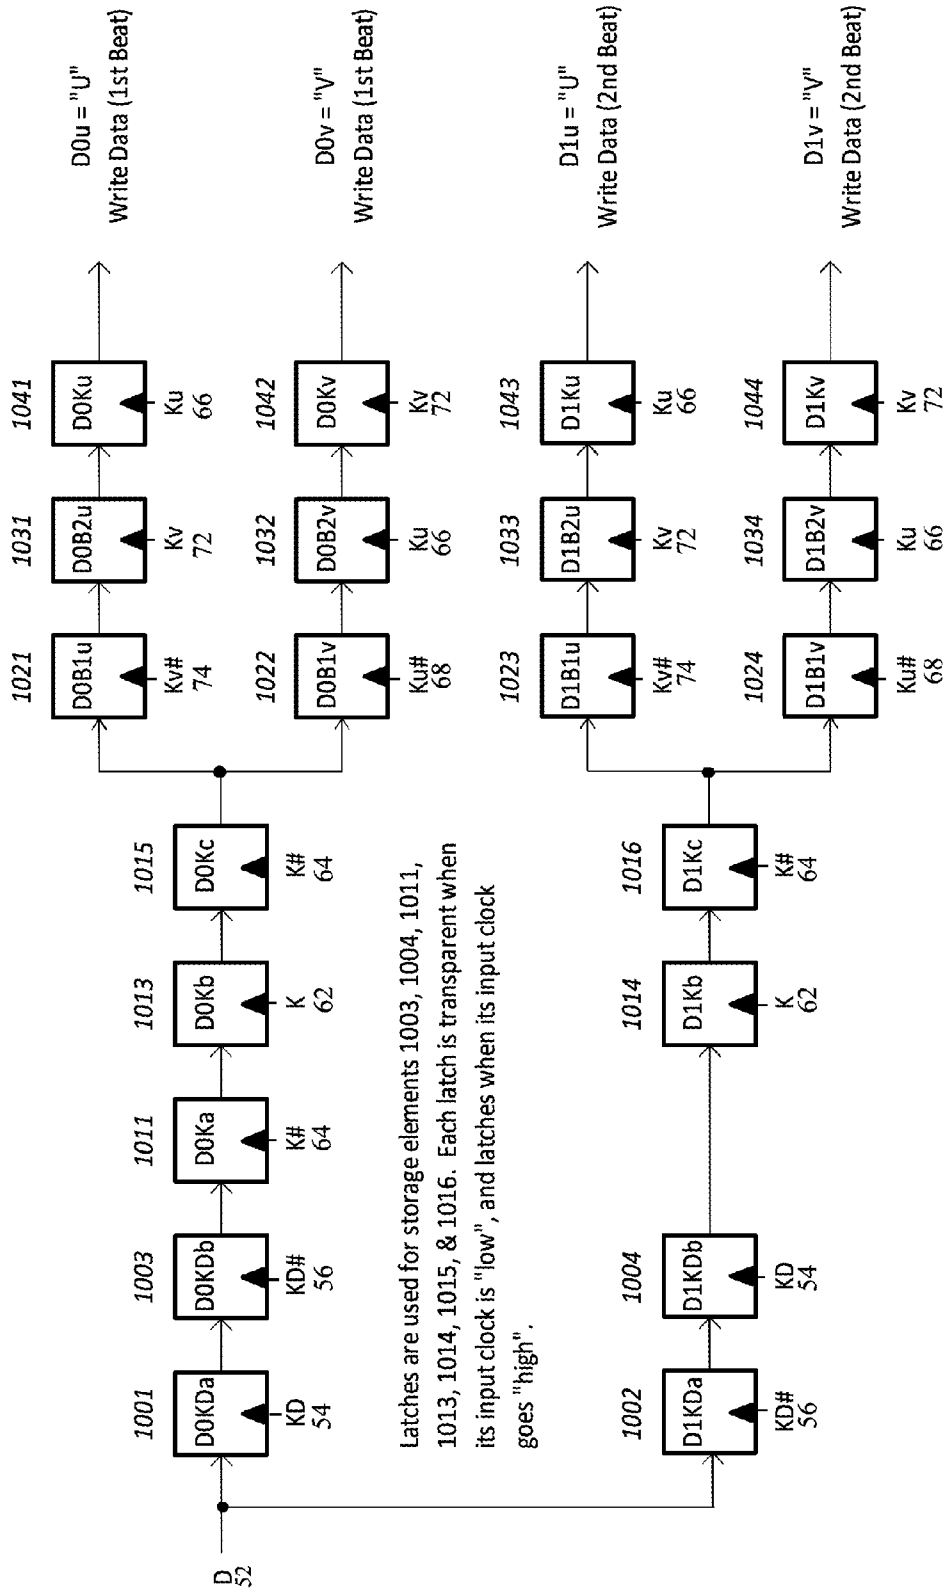 D
52
1001
D0KDa
KD
54
1003
D0KDb
KD#
56
1011
D0Ka
K#
64
1013
D0Kb
K
62
1015
D0Kc
K#
64
1021
D0B1u
Kv#
74
1031
D0B2u
Kv
72
1041
D0Ku
Ku
66
D0u = "U"
Write Data (1st Beat)
1022
D0B1v
Ku#
68
1032
D0B2v
Ku
66
1042
D0Kv
Kv
72
D0v = "V"
Write Data (1st Beat)
Latches are used for storage elements 1003, 1004, 1011,
1013, 1014, 1015, & 1016. Each latch is transparent when
its input clock is "low", and latches when its input clock
goes "high".
1002
D1KDa
KD#
56
1004
D1KDb
KD
54
1014
D1Kb
K
62
1016
D1Kc
K#
64
1023
D1B1u
Kv#
74
1033
D1B2u
Kv
72
1043
D1Ku
Ku
66
D1u = "U"
Write Data (2nd Beat)
1024
D1B1v
Ku#
68
1034
D1B2v
Ku
66
1044
D1Kv
Kv
72
D1v = "V"
Write Data (2nd Beat)